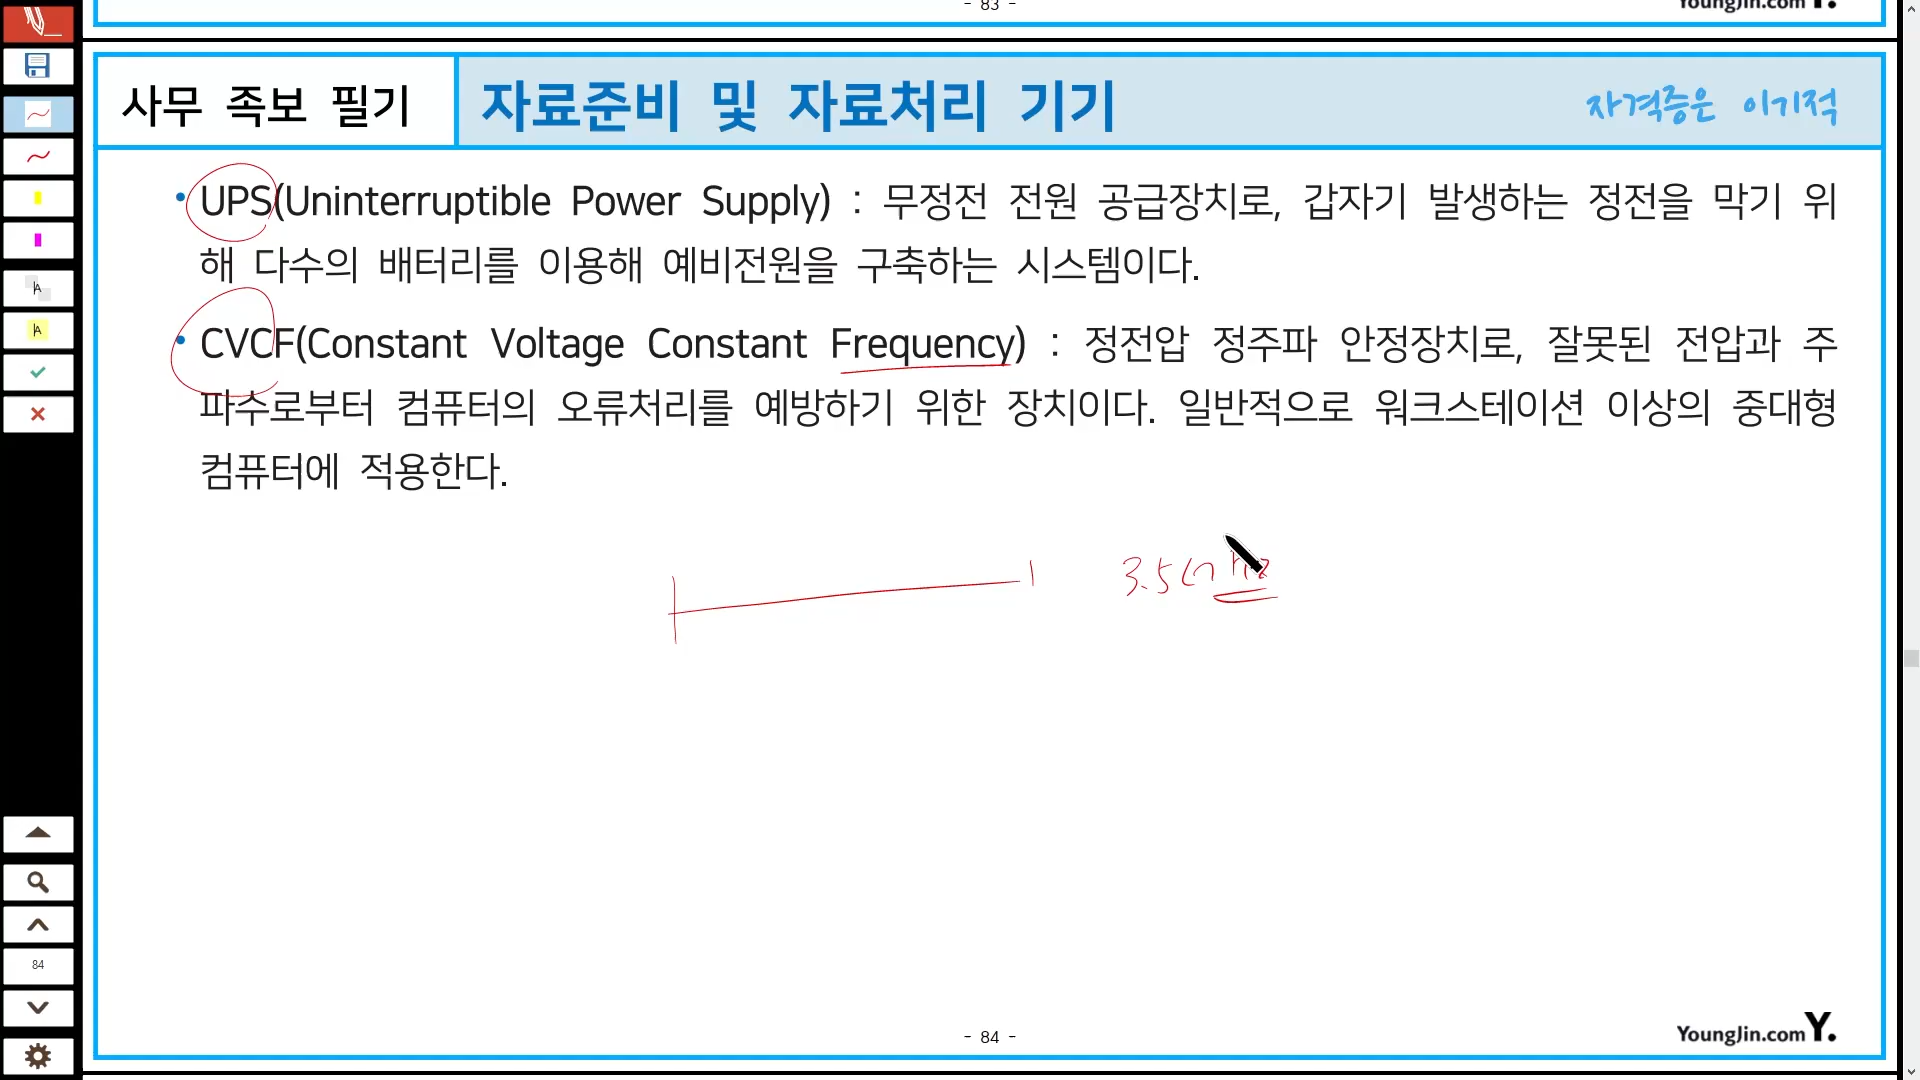 - 83 -
YoungJin.com Y.
사무 족보 필기
자료준비 및 자료처리 기기
자격증은 이기적
• UPS(Uninterruptible Power Supply) : 무정전 전원 공급장치로, 갑자기 발생하는 정전을 막기 위
해 다수의 배터리를 이용해 예비전원을 구축하는 시스템이다.
• CVCF(Constant Voltage Constant Frequency) : 정전압 정주파 안정장치로, 잘못된 전압과 주
파수로부터 컴퓨터의 오류처리를 예방하기 위한 장치이다. 일반적으로 워크스테이션 이상의 중대형
컴퓨터에 적용한다.
3.5G Hz
84
- 84 -
YoungJin.com Y.